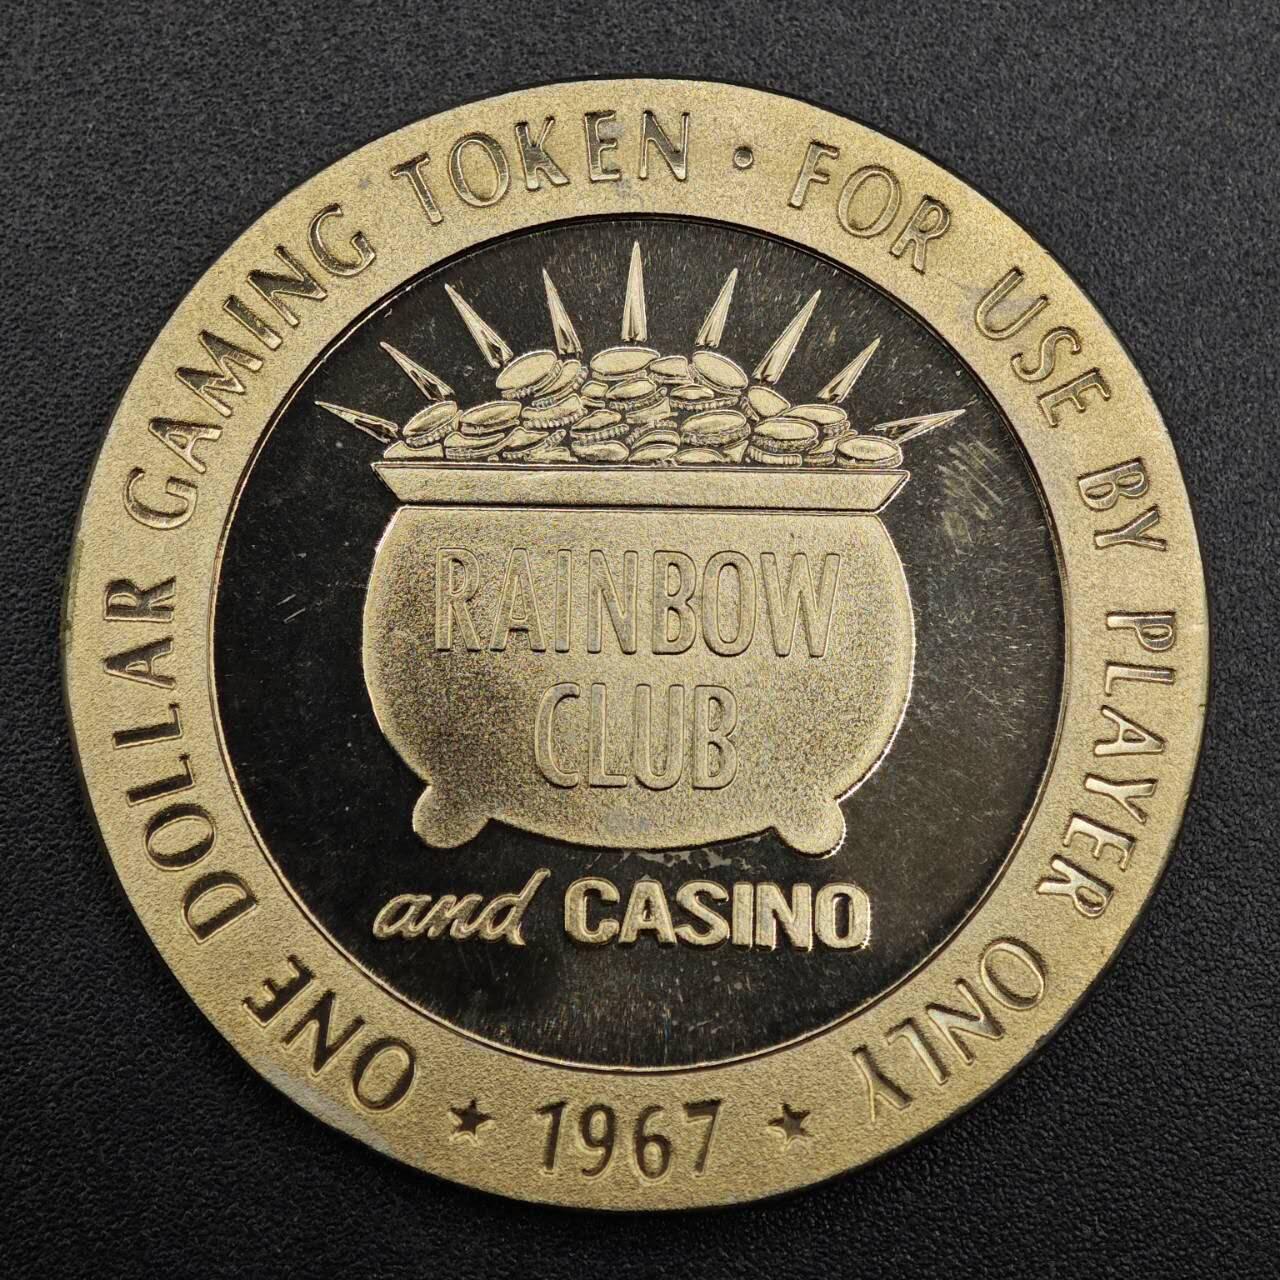 ONE DOLLAR GAMING TOKEN · FOR USE BY PLAYER ONLY
RAINBOW
CLUB
and CASINO
★ 1967 ★